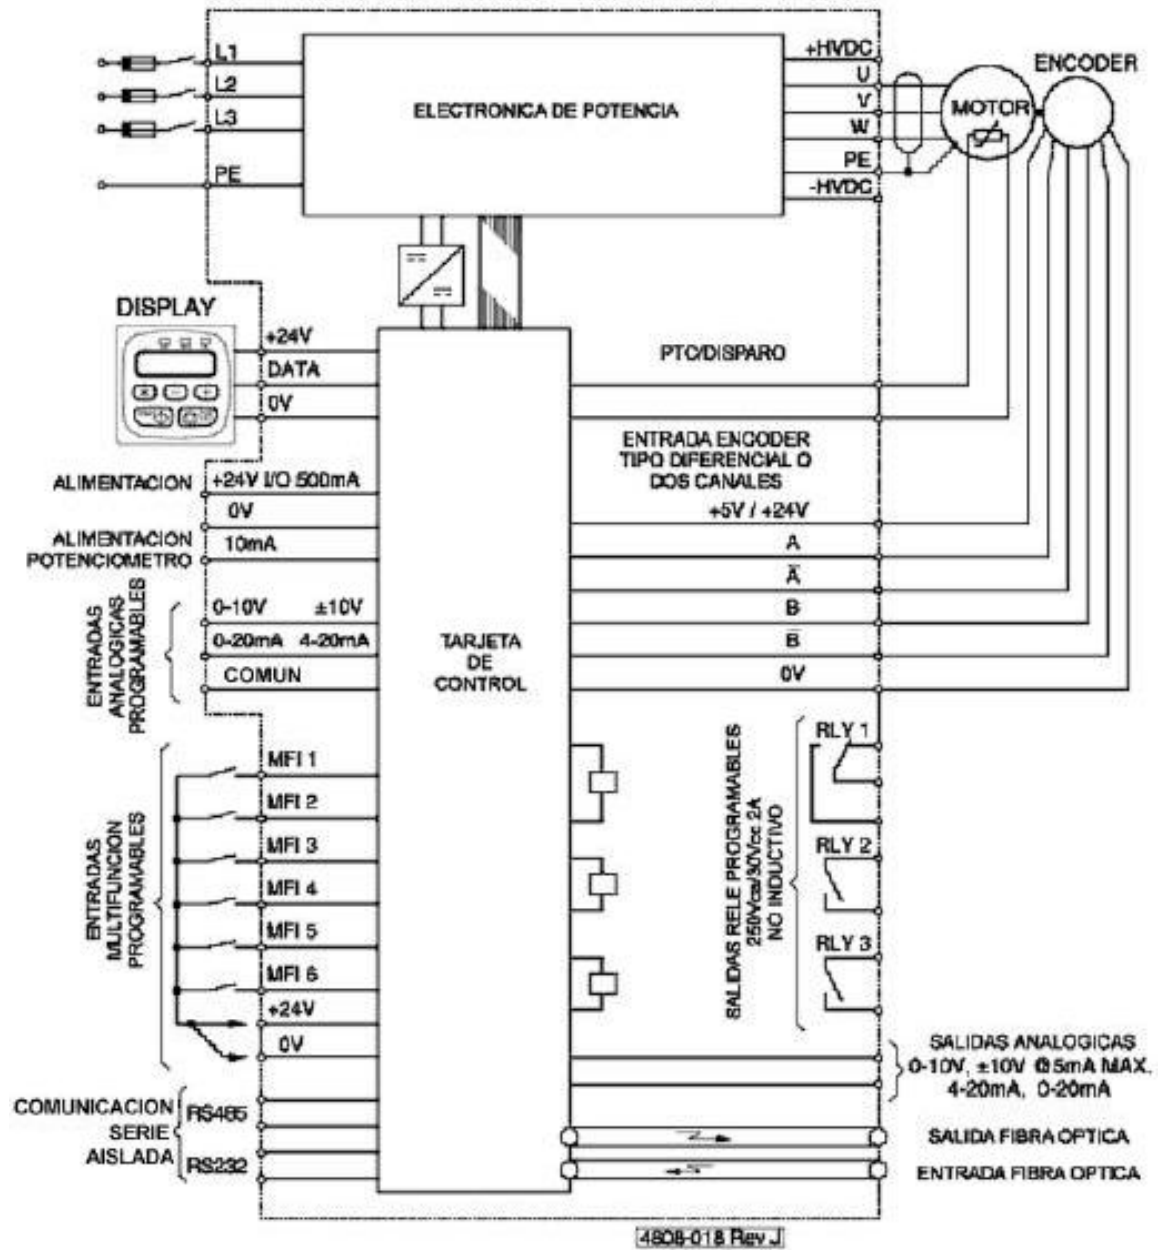 L1
L2
L3
PE
ELECTRONICA DE POTENCIA
+HVDC
U
V
W
PE
-HVDC
MOTOR
ENCODER
DISPLAY
+24V
DATA
0V
PTC/DISPARO
ALIMENTACION
+24V I/O 500mA
0V
ALIMENTACION
POTENCIOMETRO
10mA
ENTRADA ENCODER
TIPO DIFERENCIAL O
DOS CANALES
+5V / +24V
A
A̅
B
B̅
0V
ENTRADAS
ANALOGICAS
PROGRAMABLES
0-10V ±10V
0-20mA 4-20mA
COMUN
TARJETA
DE
CONTROL
ENTRADAS
MULTIFUNCION
PROGRAMABLES
MFI 1
MFI 2
MFI 3
MFI 4
MFI 5
MFI 6
+24V
0V
SALIDAS RELE PROGRAMABLES
250Vca/30Vcc 2A
NO INDUCTIVO
RLY 1
RLY 2
RLY 3
SALIDAS ANALOGICAS
0-10V, ±10V @5mA MAX.
4-20mA, 0-20mA
COMUNICACION
SERIE
AISLADA
RS485
RS232
SALIDA FIBRA OPTICA
ENTRADA FIBRA OPTICA
4808-018 Rev J